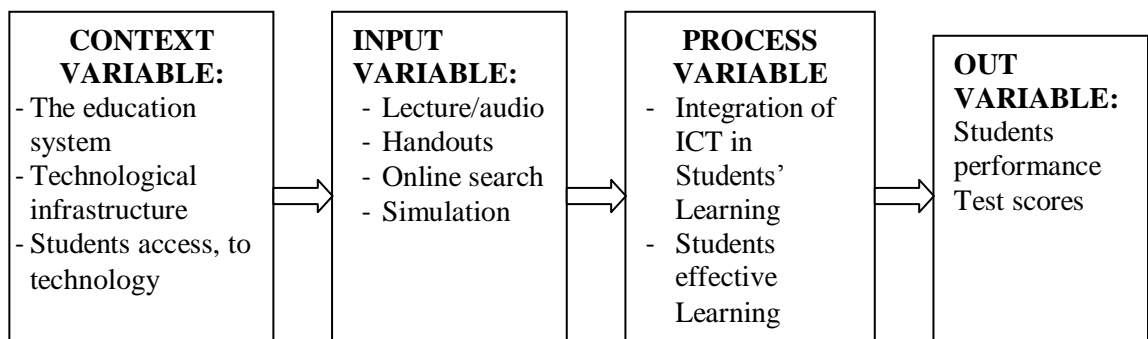 CONTEXT
VARIABLE:
- The education
system
- Technological
infrastructure
- Students access, to
technology
INPUT
VARIABLE:
- Lecture/audio
- Handouts
- Online search
- Simulation
PROCESS
VARIABLE
- Integration of
ICT in
Students’
Learning
- Students
effective
Learning
OUT
VARIABLE:
Students
performance
Test scores